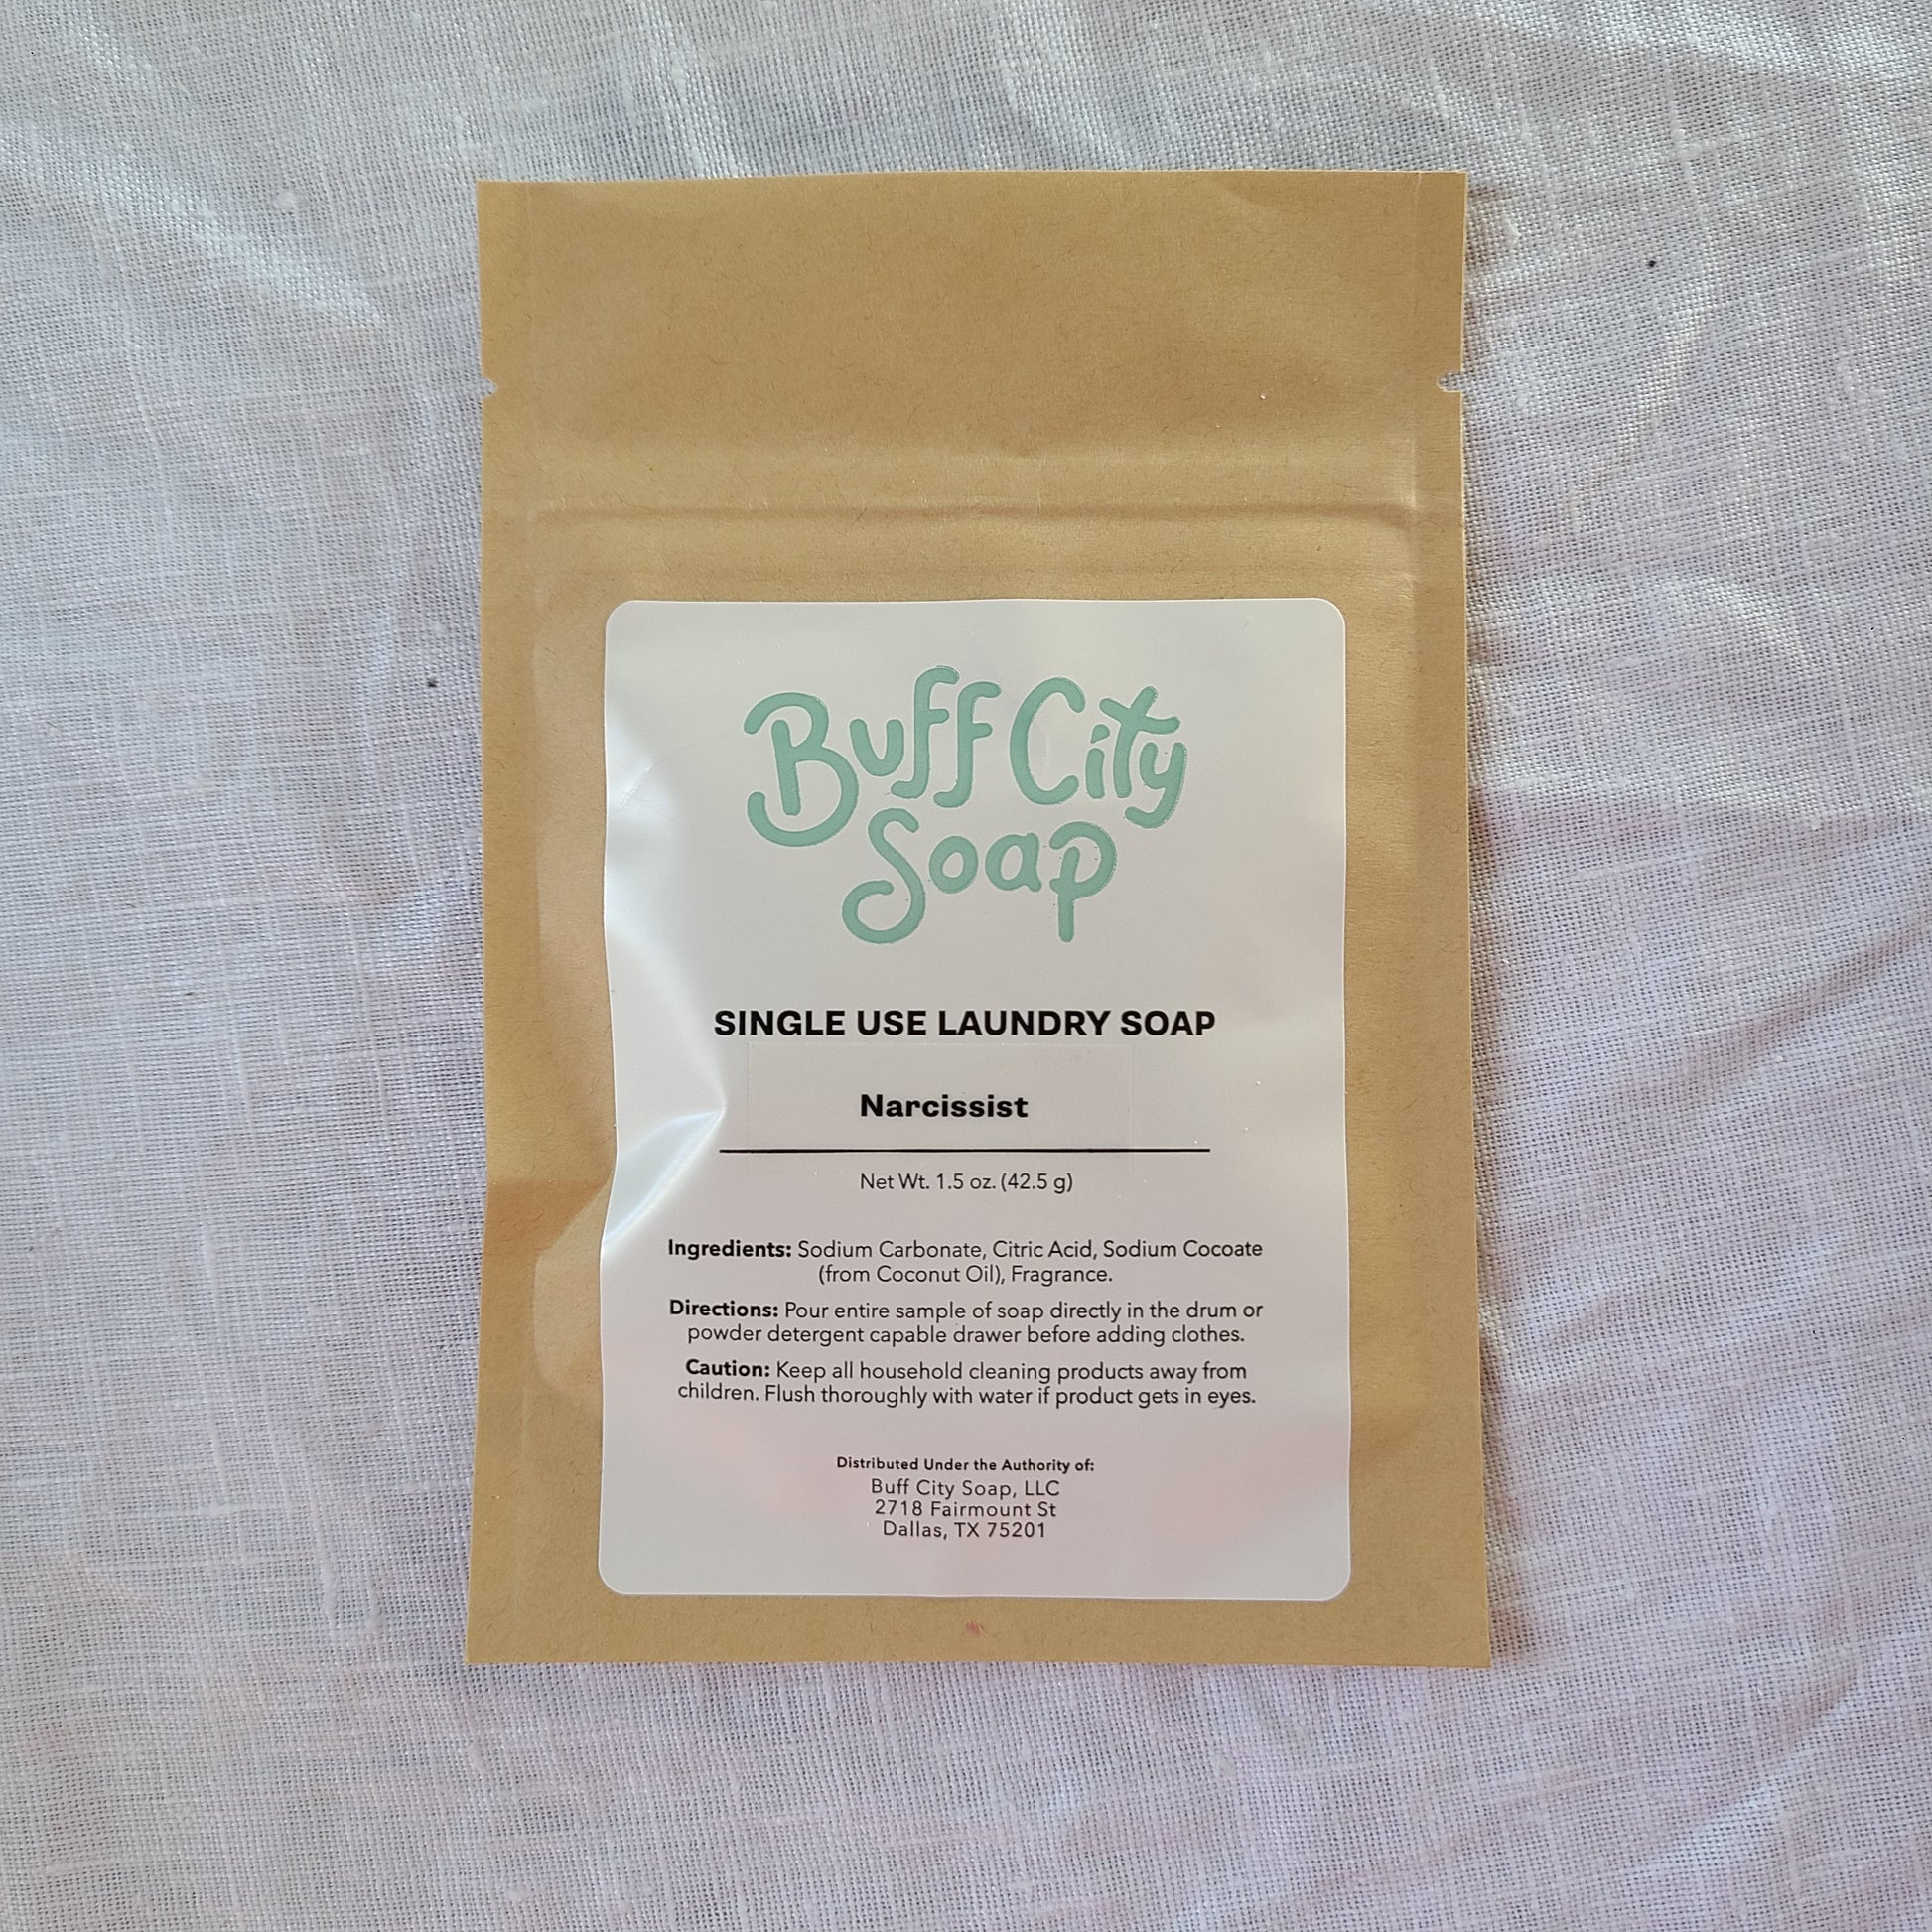 Buff City
Soap
SINGLE USE LAUNDRY SOAP
Narcissist
Net Wt. 1.5 oz. (42.5 g)
Ingredients: Sodium Carbonate, Citric Acid, Sodium Cocoate
(from Coconut Oil), Fragrance.
Directions: Pour entire sample of soap directly in the drum or
powder detergent capable drawer before adding clothes.
Caution: Keep all household cleaning products away from
children. Flush thoroughly with water if product gets in eyes.
Distributed Under the Authority of:
Buff City Soap, LLC
2718 Fairmount St
Dallas, TX 75201